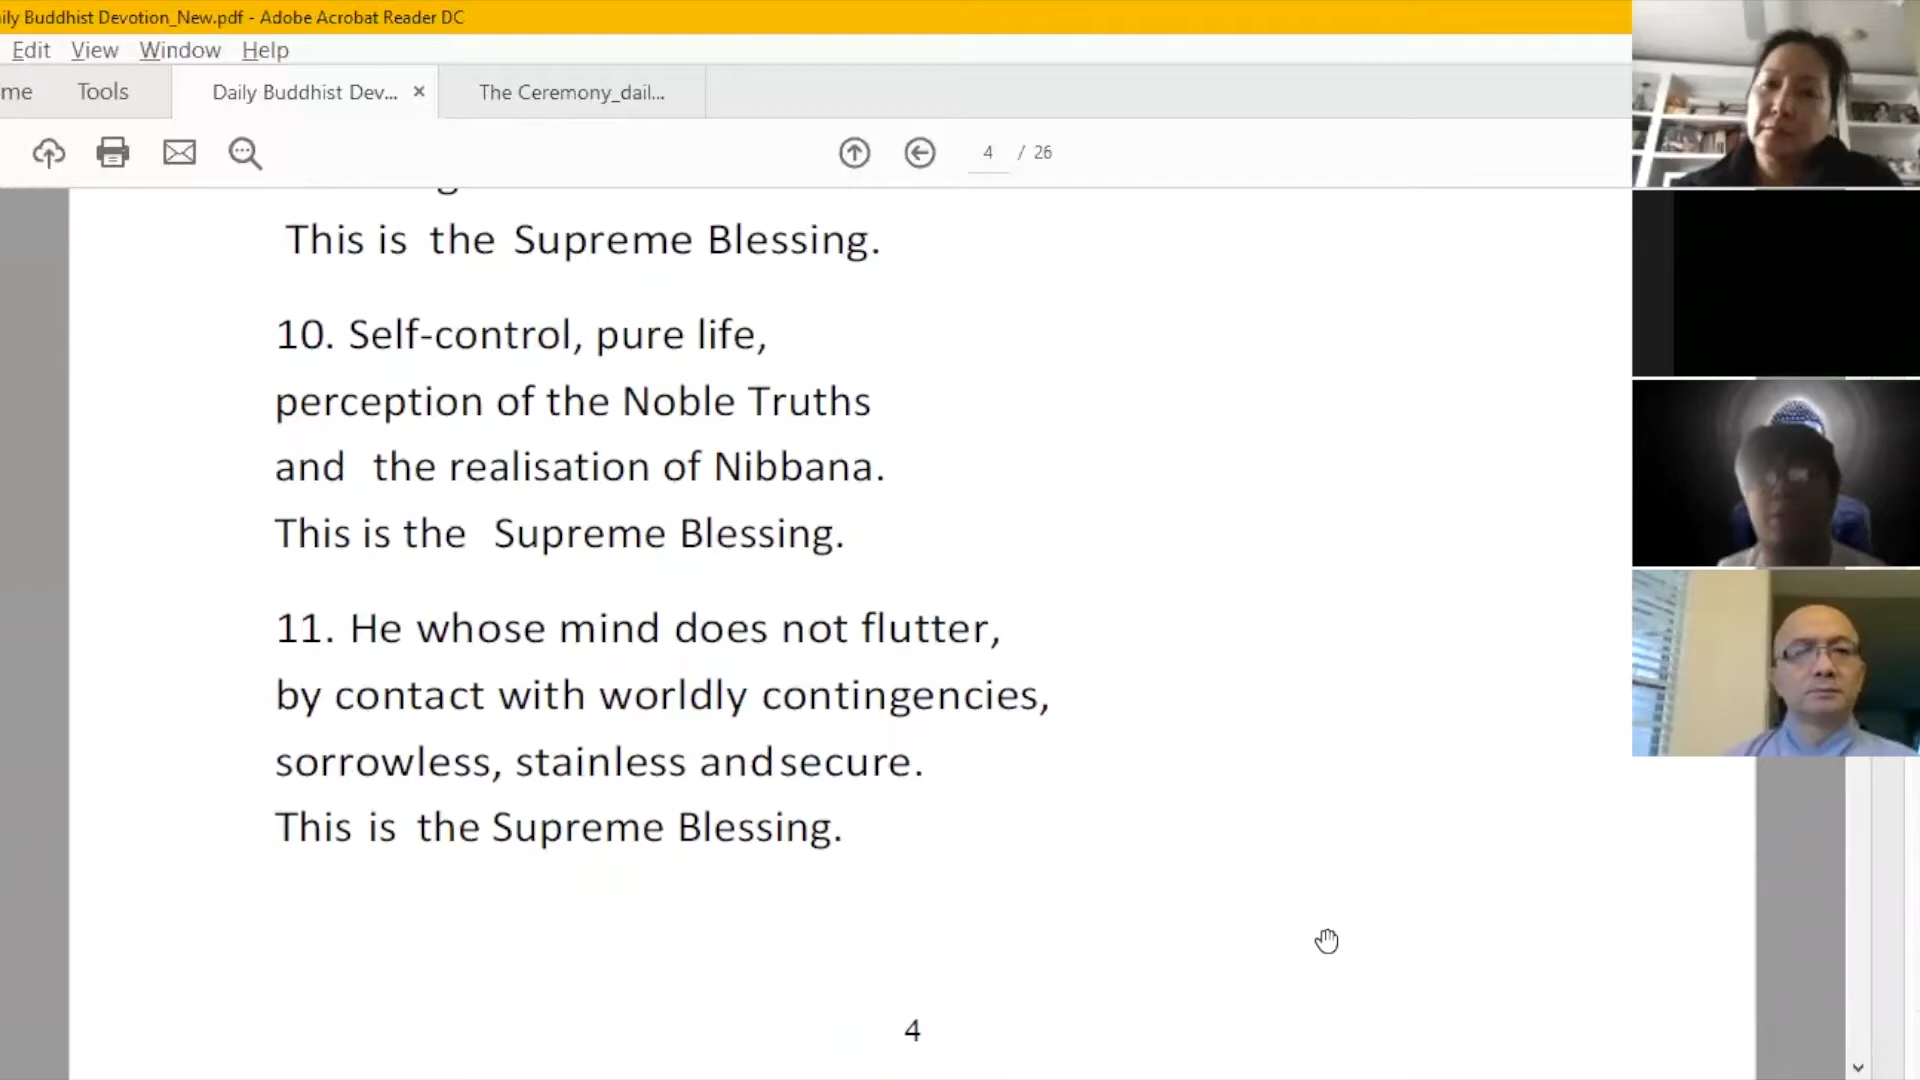 ily Buddhist Devotion_New.pdf - Adobe Acrobat Reader DC
Edit View Window Help
me Tools Daily Buddhist Dev... × The Ceremony_dail...
4 / 26
This is the Supreme Blessing.
10. Self-control, pure life,
perception of the Noble Truths
and the realisation of Nibbana.
This is the Supreme Blessing.
11. He whose mind does not flutter,
by contact with worldly contingencies,
sorrowless, stainless andsecure.
This is the Supreme Blessing.
4